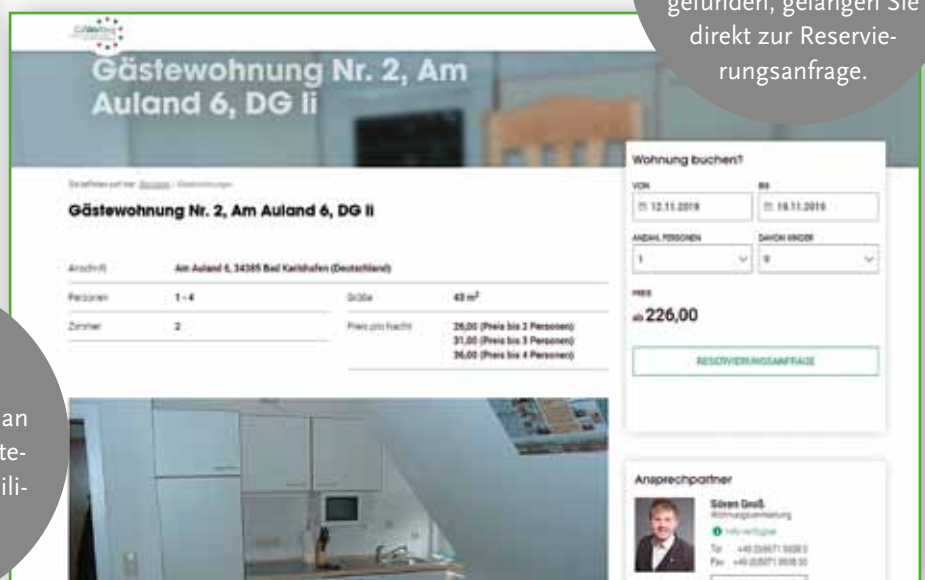 gefunden, gelangen Sie
direkt zur Reservie-
rungsanfrage.
Gästewohnung Nr. 2, Am
Auland 6, DG li
Gästewohnung Nr. 2, Am Auland 6, DG li
Anschrift Am Auland 6, 34385 Bad Karlshafen (Deutschland)
Personen 1 - 4 Größe 43 m²
Zimmer 2 Preis pro Nacht 26,00 (Preis bis 2 Personen)
31,00 (Preis bis 3 Personen)
36,00 (Preis bis 4 Personen)
Wohnung buchen?
VON BIS
12.11.2019 19.11.2019
ANZAHL PERSONEN DAVON KINDER
1 0
PREIS
ab 226,00
RESERVIERUNGSANFRAGE
an
te-
ili-
Ansprechpartner
Sören Groß
Wohnungsvermietung
Tel
Fax